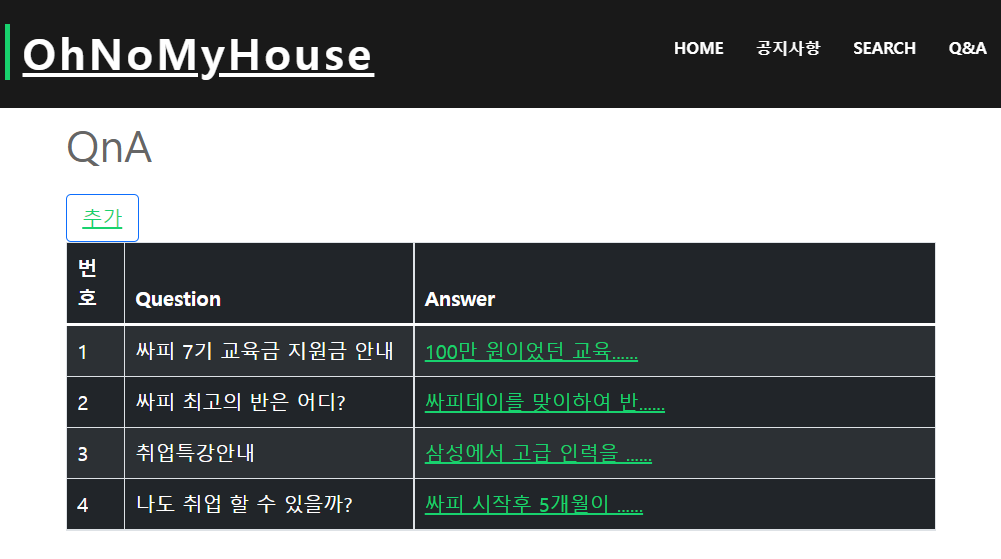 OhNoMyHouse
HOME 공지사항 SEARCH Q&A
QnA
추가
번
호 Question Answer
1 싸피 7기 교육금 지원금 안내 100만 원이었던 교육......
2 싸피 최고의 반은 어디? 싸피데이를 맞이하여 반......
3 취업특강안내 삼성에서 고급 인력을 ......
4 나도 취업 할 수 있을까? 싸피 시작후 5개월이 ......